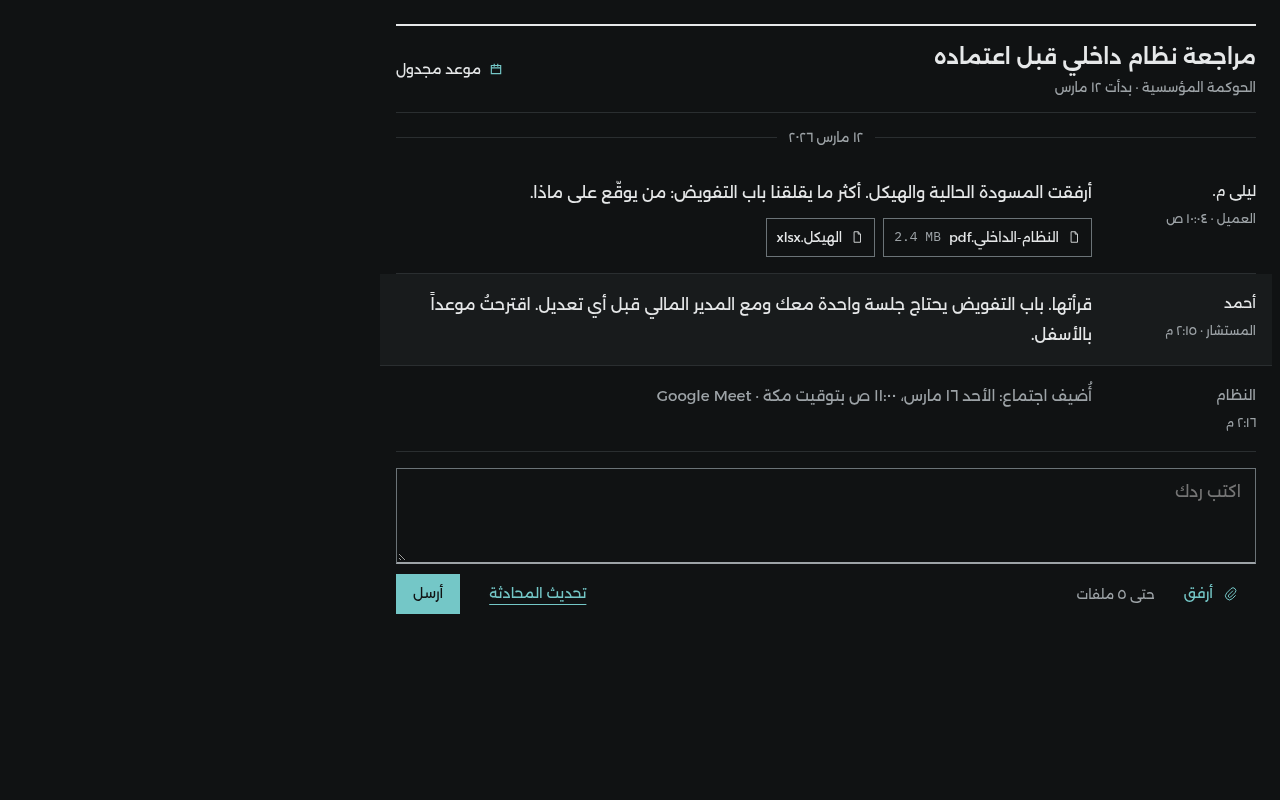 مراجعة نظام داخلي قبل اعتماده
موعد مجدول
الحوكمة المؤسسية · بدأت ١٢ مارس
١٢ مارس ٢٠٢٦
ليلى م.
العميل · ١٠:٠٤ ص
أرفقت المسودة الحالية والهيكل. أكثر ما يقلقنا باب التفويض: من يوقّع على ماذا.
النظام-الداخلي.pdf 2.4 MB
الهيكل.xlsx
أحمد
المستشار · ٢:١٥ م
قرأتها. باب التفويض يحتاج جلسة واحدة معك ومع المدير المالي قبل أي تعديل. اقترحتُ موعداً
بالأسفل.
النظام
٢:١٦ م
أُضيف اجتماع: الأحد ١٦ مارس، ١١:٠٠ ص بتوقيت مكة · Google Meet
اكتب ردك
أرفق
حتى ٥ ملفات
تحديث المحادثة
أرسل